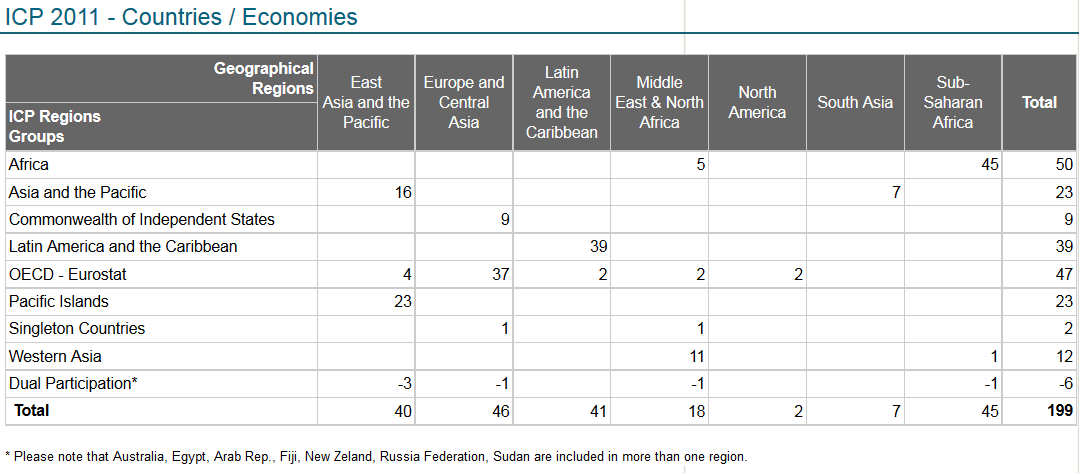 ICP 2011 - Countries / Economies
Geographical Regions ICP Regions Groups East Asia and the Pacific Europe and Central Asia Latin America and the Caribbean Middle East & North Africa North America South Asia Sub-Saharan Africa Total
Africa 5 45 50
Asia and the Pacific 16 7 23
Commonwealth of Independent States 9 9
Latin America and the Caribbean 39 39
OECD - Eurostat 4 37 2 2 2 47
Pacific Islands 23 23
Singleton Countries 1 1 2
Western Asia 11 1 12
Dual Participation* -3 -1 -1 -1 -6
Total 40 46 41 18 2 7 45 199
* Please note that Australia, Egypt, Arab Rep., Fiji, New Zeland, Russia Federation, Sudan are included in more than one region.